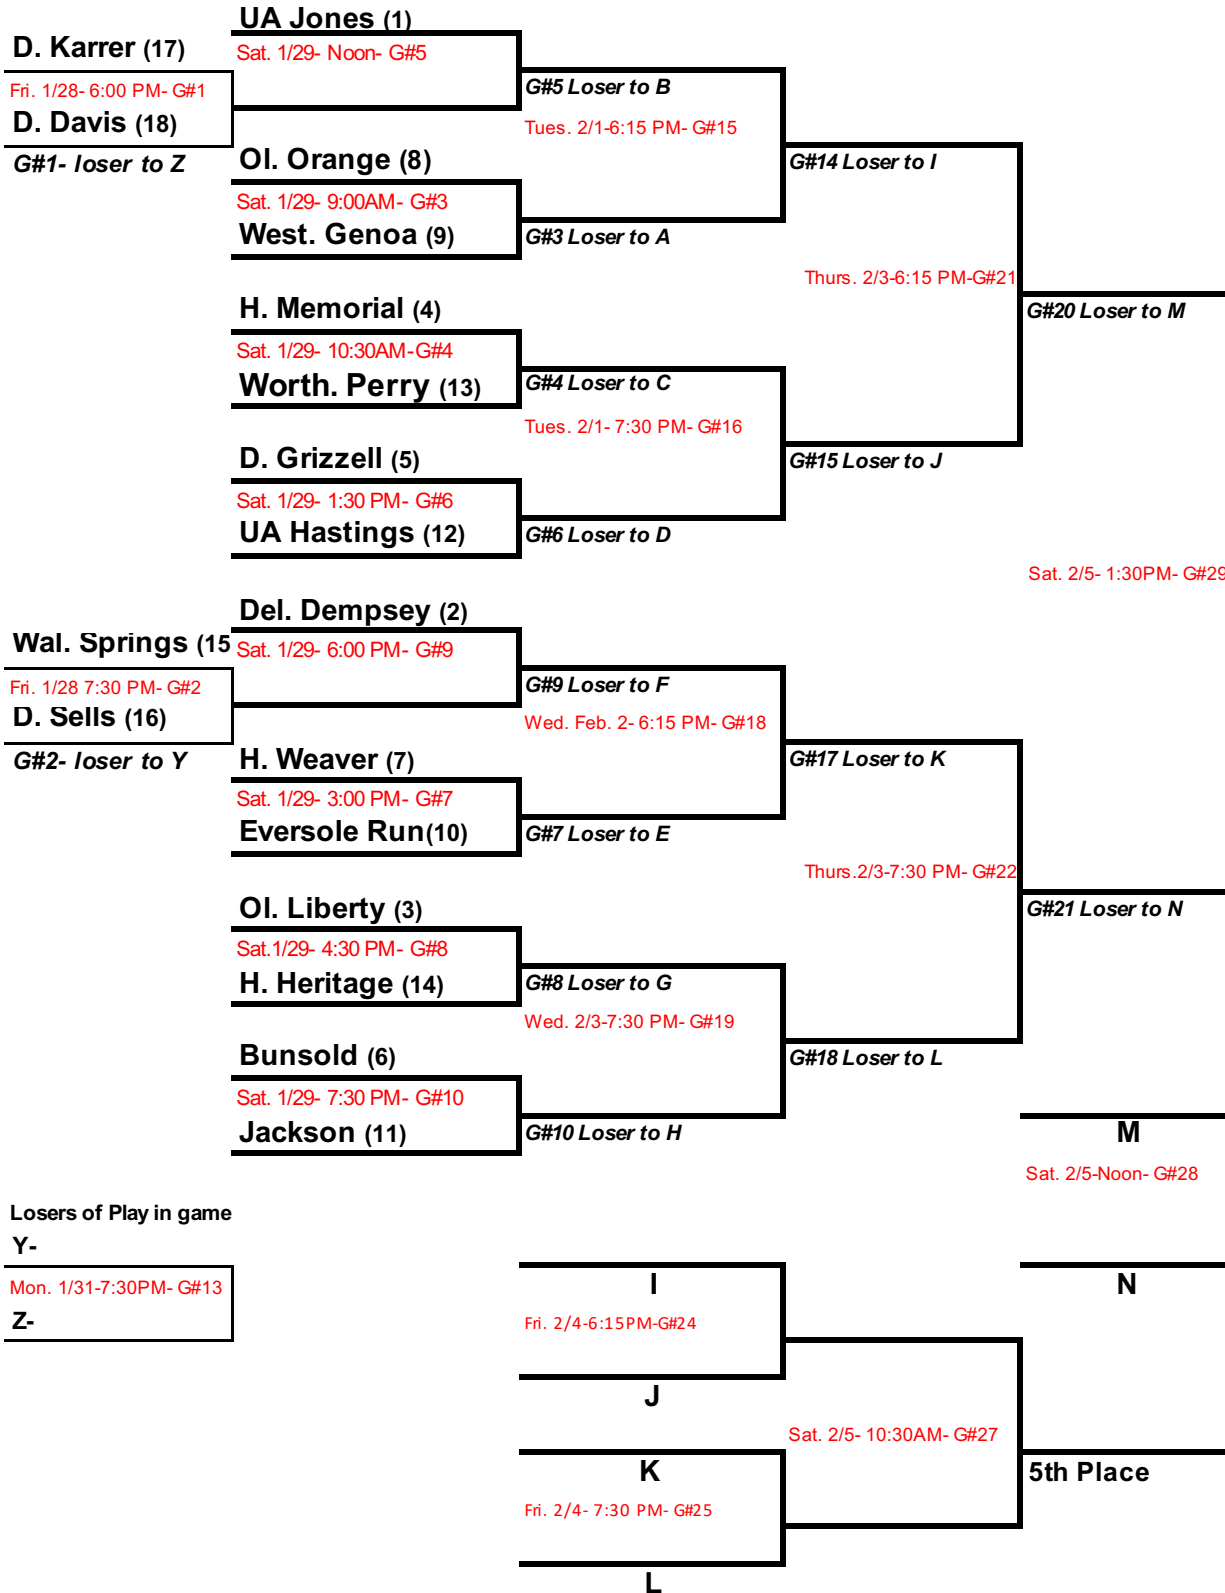 UA Jones (1)
D. Karrer (17)
Sat. 1/29- Noon- G#5
Fri. 1/28- 6:00 PM- G#1
G#5 Loser to B
D. Davis (18)
Tues. 2/1-6:15 PM- G#15
G#1- loser to Z
Ol. Orange (8)
G#14 Loser to I
Sat. 1/29- 9:00AM- G#3
West. Genoa (9)
G#3 Loser to A
Thurs. 2/3-6:15 PM-G#21
H. Memorial (4)
G#20 Loser to M
Sat. 1/29- 10:30AM-G#4
Worth. Perry (13)
G#4 Loser to C
Tues. 2/1- 7:30 PM- G#16
D. Grizzell (5)
G#15 Loser to J
Sat. 1/29- 1:30 PM- G#6
UA Hastings (12)
G#6 Loser to D
Sat. 2/5- 1:30PM- G#29
Del. Dempsey (2)
Wal. Springs (15
Sat. 1/29- 6:00 PM- G#9
Fri. 1/28 7:30 PM- G#2
G#9 Loser to F
D. Sells (16)
Wed. Feb. 2- 6:15 PM- G#18
G#2- loser to Y
H. Weaver (7)
G#17 Loser to K
Sat. 1/29- 3:00 PM- G#7
Eversole Run(10)
G#7 Loser to E
Thurs.2/3-7:30 PM- G#22
Ol. Liberty (3)
G#21 Loser to N
Sat.1/29- 4:30 PM- G#8
H. Heritage (14)
G#8 Loser to G
Wed. 2/3-7:30 PM- G#19
Bunsold (6)
G#18 Loser to L
Sat. 1/29- 7:30 PM- G#10
Jackson (11)
G#10 Loser to H
M
Sat. 2/5-Noon- G#28
Losers of Play in game
Y-
Mon. 1/31-7:30PM- G#13
I
N
Z-
Fri. 2/4-6:15PM-G#24
J
Sat. 2/5- 10:30AM- G#27
K
5th Place
Fri. 2/4- 7:30 PM- G#25
L